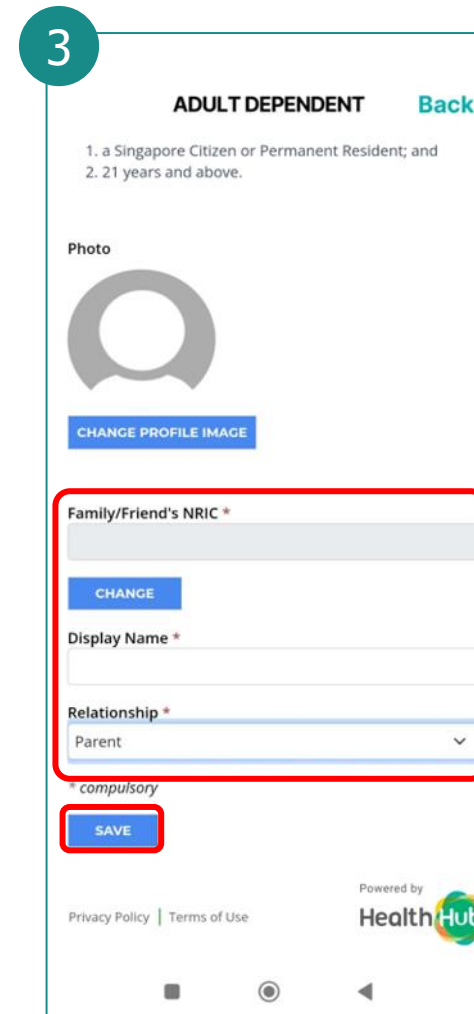 3
ADULT DEPENDENT Back
1. a Singapore Citizen or Permanent Resident; and
2. 21 years and above.
Photo
CHANGE PROFILE IMAGE
Family/Friend's NRIC *
CHANGE
Display Name *
Relationship *
Parent
* compulsory
SAVE
Powered by
Privacy Policy | Terms of Use HealthHub